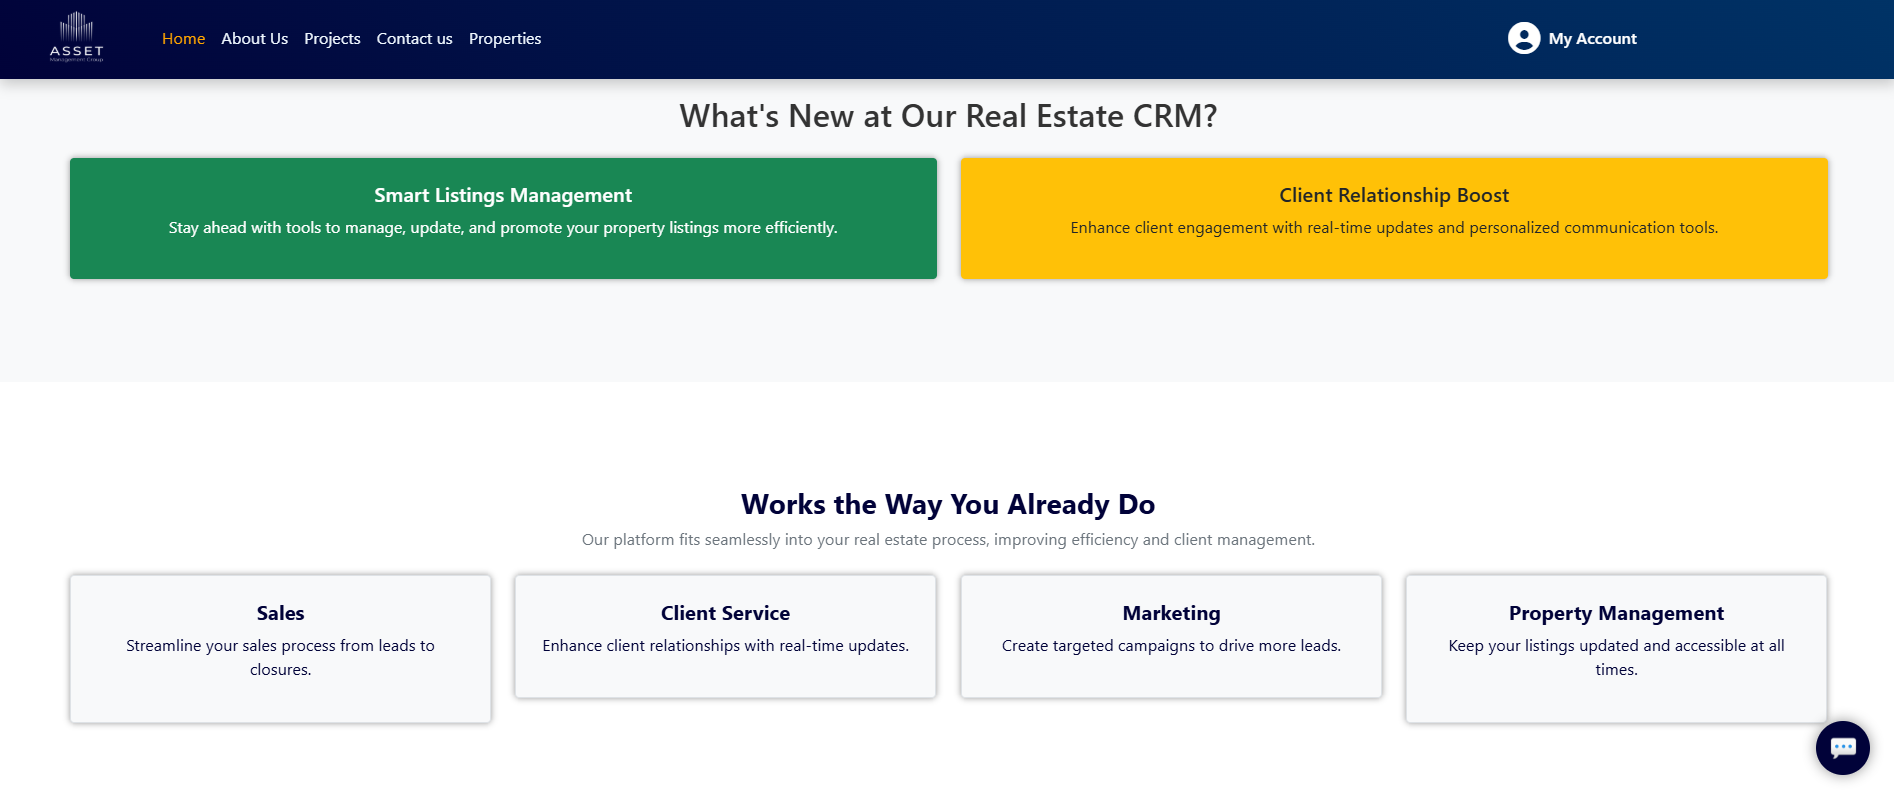 ASSET
Management Group
Home About Us Projects Contact us Properties
My Account
What's New at Our Real Estate CRM?
Smart Listings Management
Stay ahead with tools to manage, update, and promote your property listings more efficiently.
Client Relationship Boost
Enhance client engagement with real-time updates and personalized communication tools.
Works the Way You Already Do
Our platform fits seamlessly into your real estate process, improving efficiency and client management.
Sales
Streamline your sales process from leads to
closures.
Client Service
Enhance client relationships with real-time updates.
Marketing
Create targeted campaigns to drive more leads.
Property Management
Keep your listings updated and accessible at all
times.